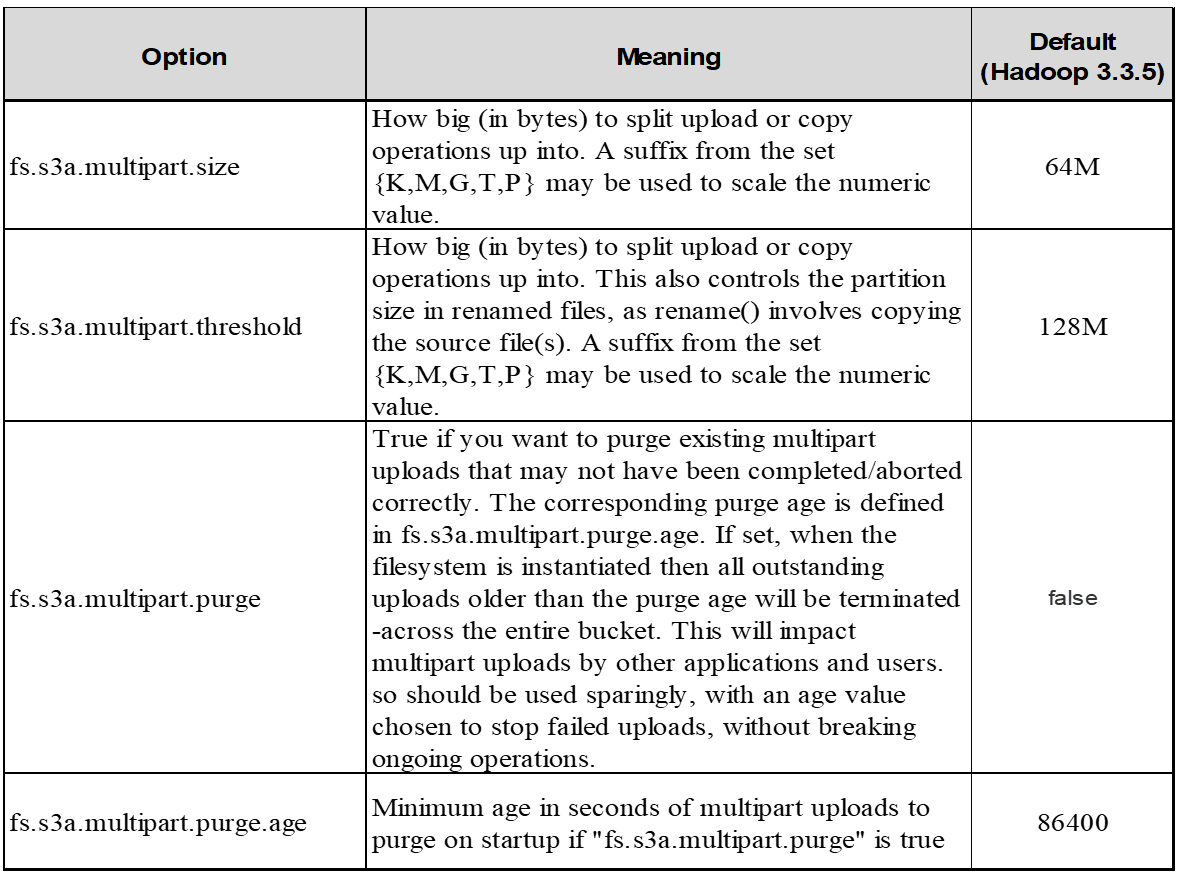 Option
Meaning
Default
(Hadoop 3.3.5)
fs.s3a.multipart.size
How big (in bytes) to split upload or copy
operations up into. A suffix from the set
{K,M,G,T,P} may be used to scale the numeric
value.
64M
fs.s3a.multipart.threshold
How big (in bytes) to split upload or copy
operations up into. This also controls the partition
size in renamed files, as rename() involves copying
the source file(s). A suffix from the set
{K,M,G,T,P} may be used to scale the numeric
value.
128M
fs.s3a.multipart.purge
True if you want to purge existing multipart
uploads that may not have been completed/aborted
correctly. The corresponding purge age is defined
in fs.s3a.multipart.purge.age. If set, when the
filesystem is instantiated then all outstanding
uploads older than the purge age will be terminated
-across the entire bucket. This will impact
multipart uploads by other applications and users.
so should be used sparingly, with an age value
chosen to stop failed uploads, without breaking
ongoing operations.
false
fs.s3a.multipart.purge.age
Minimum age in seconds of multipart uploads to
purge on startup if "fs.s3a.multipart.purge" is true
86400